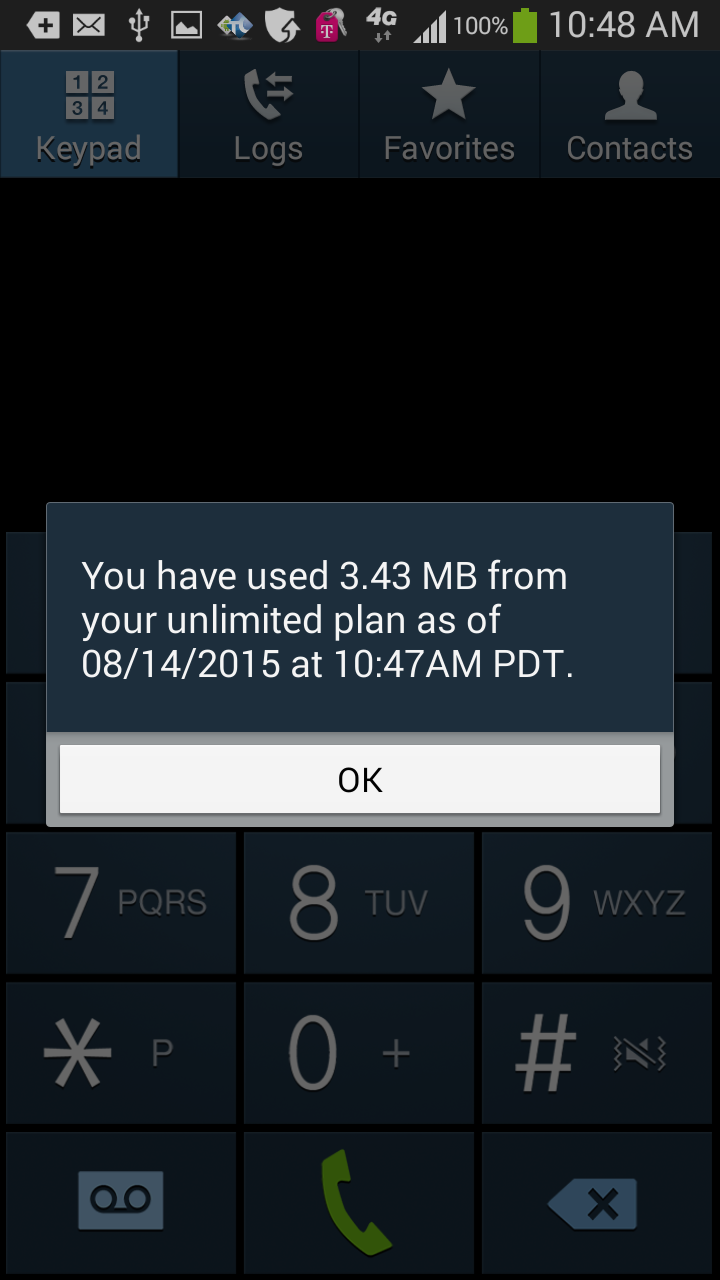 4G 100% 10:48 AM
1 2
3 4
Keypad Logs Favorites Contacts
You have used 3.43 MB from
your unlimited plan as of
08/14/2015 at 10:47AM PDT.
OK
7 PQRS 8 TUV 9 WXYZ
* P 0 + #